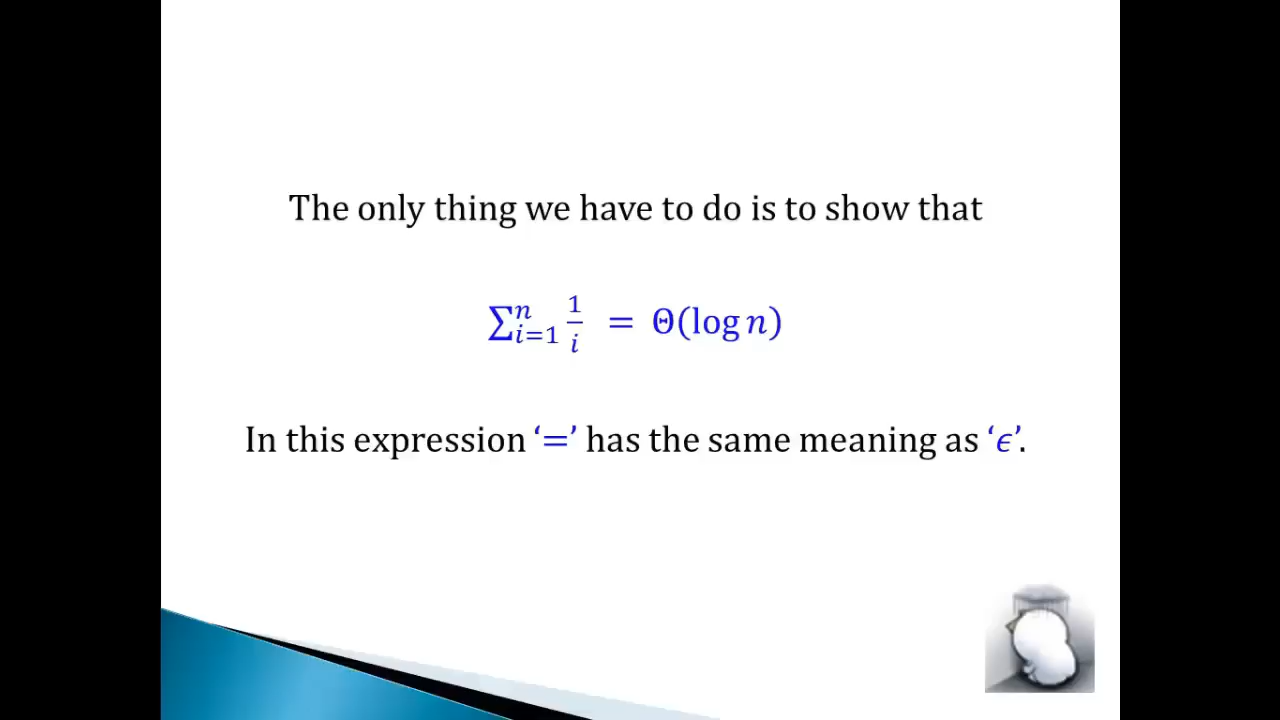 The only thing we have to do is to show that
∑ⁿᵢ₌₁ 1/i = Θ(log n)
In this expression ‘=’ has the same meaning as ‘ϵ’.